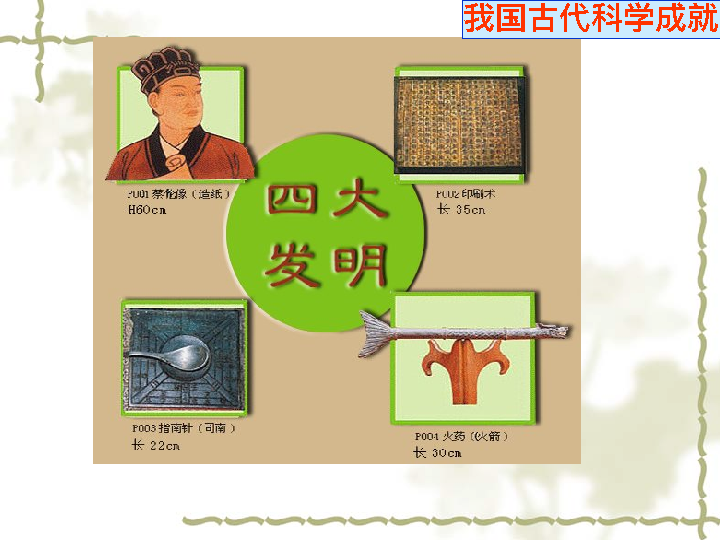 我国古代科学成就
四大
发明
P001 蔡伦像（造纸）
H60cm
P002 印刷术
长 35cm
P003 指南针（司南）
长 22cm
P004 火药（火箭）
长 30cm